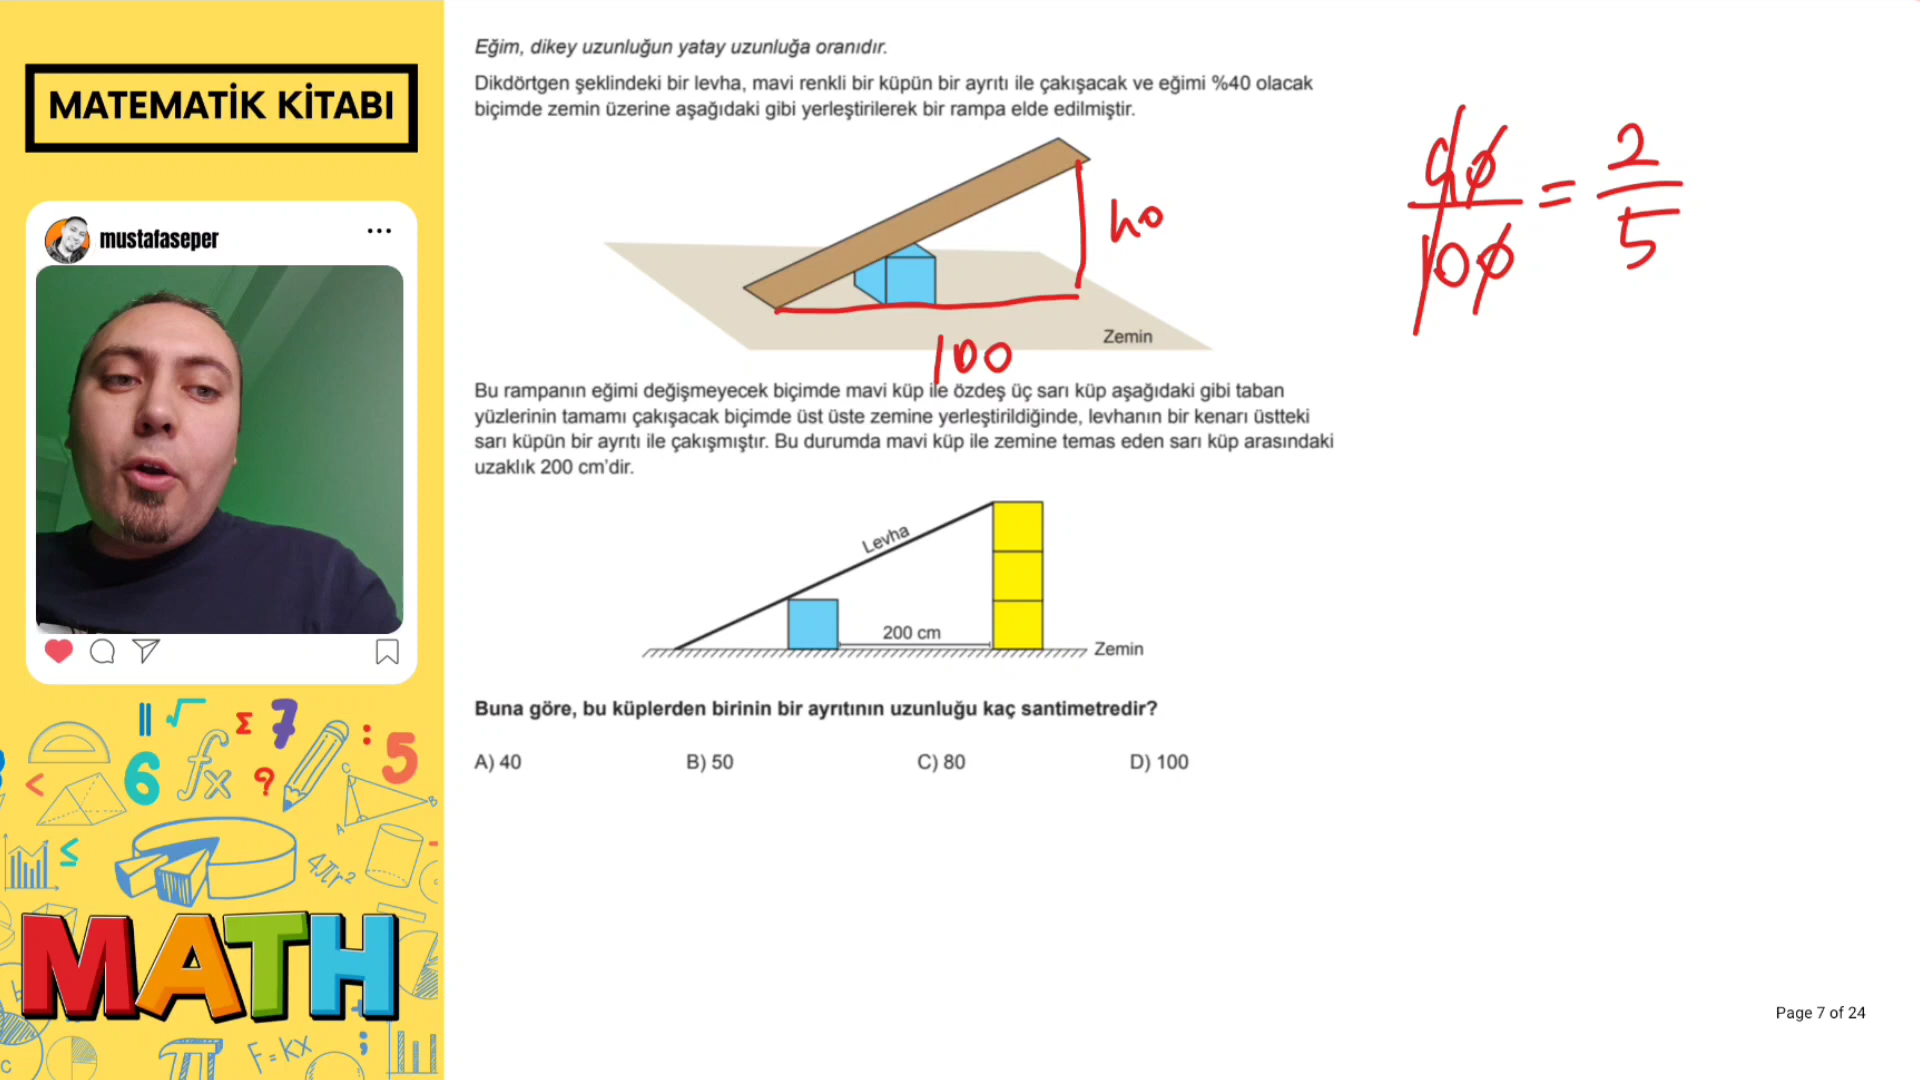 MATEMATİK KİTABI
mustafaseper
Eğim, dikey uzunluğun yatay uzunluğa oranıdır.
Dikdörtgen şeklindeki bir levha, mavi renkli bir küpün bir ayrıtı ile çakışacak ve eğimi %40 olacak
biçimde zemin üzerine aşağıdaki gibi yerleştirilerek bir rampa elde edilmiştir.
40
100
Zemin
40/100 = 2/5
Bu rampanın eğimi değişmeyecek biçimde mavi küp ile özdeş üç sarı küp aşağıdaki gibi taban
yüzlerinin tamamı çakışacak biçimde üst üste zemine yerleştirildiğinde, levhanın bir kenarı üstteki
sarı küpün bir ayrıtı ile çakışmıştır. Bu durumda mavi küp ile zemine temas eden sarı küp arasındaki
uzaklık 200 cm'dir.
Levha
200 cm
Zemin
Buna göre, bu küplerden birinin bir ayrıtının uzunluğu kaç santimetredir?
A) 40 B) 50 C) 80 D) 100
√ Σ 7 : 5
6 fx ?
< C B A
≤ 4πr²
MATH
π F=kx ;
Page 7 of 24